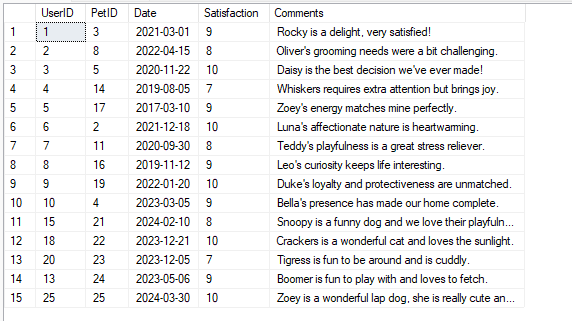 UserID PetID Date Satisfaction Comments
1 1 3 2021-03-01 9 Rocky is a delight, very satisfied!
2 2 8 2022-04-15 8 Oliver's grooming needs were a bit challenging.
3 3 5 2020-11-22 10 Daisy is the best decision we've ever made!
4 4 14 2019-08-05 7 Whiskers requires extra attention but brings joy.
5 5 17 2017-03-10 9 Zoey's energy matches mine perfectly.
6 6 2 2021-12-18 10 Luna's affectionate nature is heartwarming.
7 7 11 2020-09-30 8 Teddy's playfulness is a great stress reliever.
8 8 16 2019-11-12 9 Leo's curiosity keeps life interesting.
9 9 19 2022-01-20 10 Duke's loyalty and protectiveness are unmatched.
10 10 4 2023-03-05 9 Bella's presence has made our home complete.
11 15 21 2024-02-10 8 Snoopy is a funny dog and we love their playfuln...
12 18 22 2023-12-21 10 Crackers is a wonderful cat and loves the sunlight.
13 20 23 2023-12-05 7 Tigress is fun to be around and is cuddly.
14 13 24 2023-05-06 9 Boomer is fun to play with and loves to fetch.
15 25 25 2024-03-30 10 Zoey is a wonderful lap dog, she is really cute an...